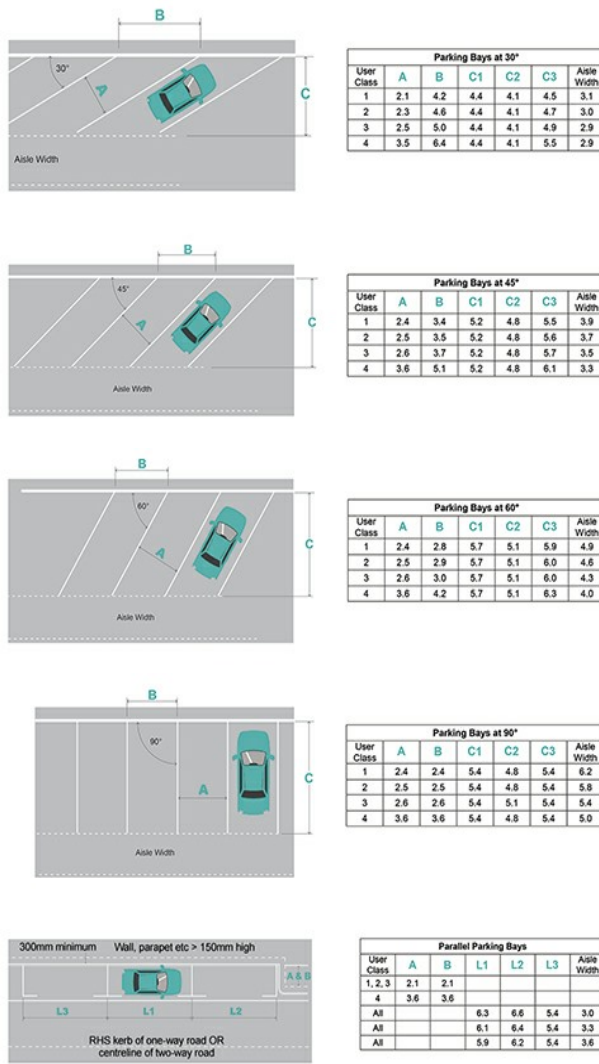 B
30°
A
C
Aisle Width
Parking Bays at 30°
User Class A B C1 C2 C3 Aisle Width
1 2.1 4.2 4.4 4.1 4.5 3.1
2 2.3 4.6 4.4 4.1 4.7 3.0
3 2.5 5.0 4.4 4.1 4.9 2.9
4 3.5 6.4 4.4 4.1 5.5 2.9
B
45°
A
C
Aisle Width
Parking Bays at 45°
User Class A B C1 C2 C3 Aisle Width
1 2.4 3.4 5.2 4.8 5.5 3.9
2 2.5 3.5 5.2 4.8 5.6 3.7
3 2.6 3.7 5.2 4.8 5.7 3.5
4 3.6 5.1 5.2 4.8 6.1 3.3
B
60°
A
C
Aisle Width
Parking Bays at 60°
User Class A B C1 C2 C3 Aisle Width
1 2.4 2.8 5.7 5.1 5.9 4.9
2 2.5 2.9 5.7 5.1 6.0 4.6
3 2.6 3.0 5.7 5.1 6.0 4.3
4 3.6 4.2 5.7 5.1 6.3 4.0
B
90°
A
C
Aisle Width
Parking Bays at 90°
User Class A B C1 C2 C3 Aisle Width
1 2.4 2.4 5.4 4.8 5.4 6.2
2 2.5 2.5 5.4 4.8 5.4 5.8
3 2.6 2.6 5.4 5.1 5.4 5.4
4 3.6 3.6 5.4 4.8 5.4 5.0
300mm minimum Wall, parapet etc > 150mm high
A & B
L3 L1 L2
RHS kerb of one-way road OR
centreline of two-way road
Parallel Parking Bays
User Class A B L1 L2 L3 Aisle Width
1, 2, 3 2.1 2.1
4 3.6 3.6
All 6.3 6.6 5.4 3.0
All 6.1 6.4 5.4 3.3
All 5.9 6.2 5.4 3.6